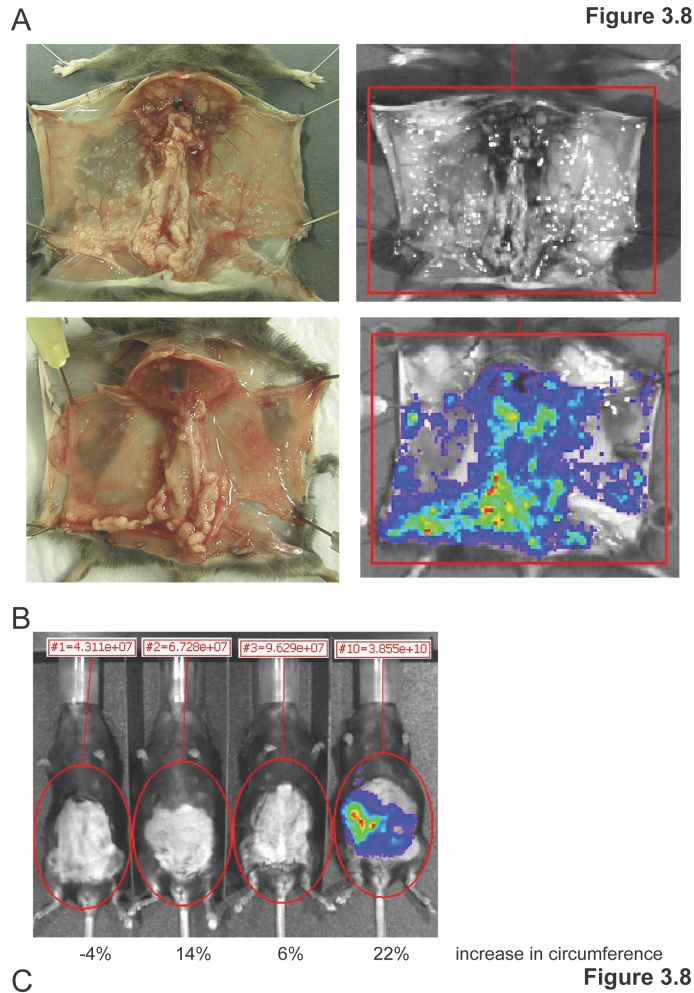 A
Figure 3.8
B
#1=4.311e+07 #2=6.728e+07 #3=9.629e+07 #10=3.855e+10
-4% 14% 6% 22% increase in circumference
C
Figure 3.8